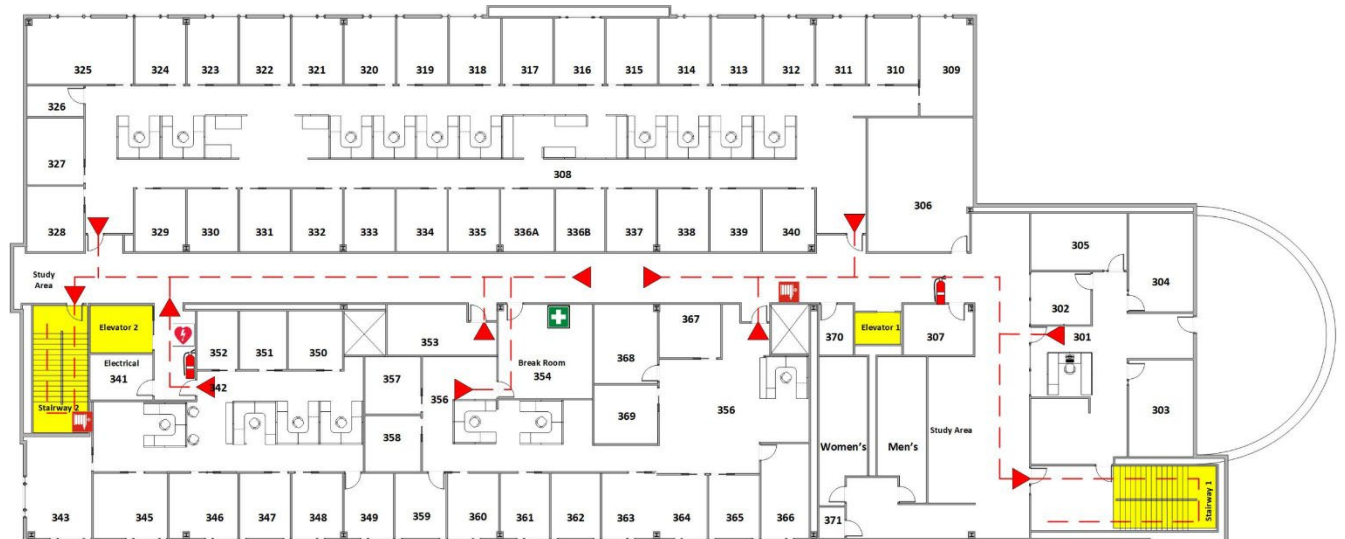 325 324 323 322 321 320 319 318 317 316 315 314 313 312 311 310 309
326
327
308
328 329 330 331 332 333 334 335 336A 336B 337 338 339 340 306
305
Study
Area
304
302
301
Elevator 2
Elevator 1
367
370
307
353
352 351 350
Electrical
341
Break Room
354
368
342
357
356
303
369
356
358
Stairway 2
Women's
Men's
Study Area
343 345 346 347 348 349 359 360 361 362 363 364 365 366 371
Stairway 1